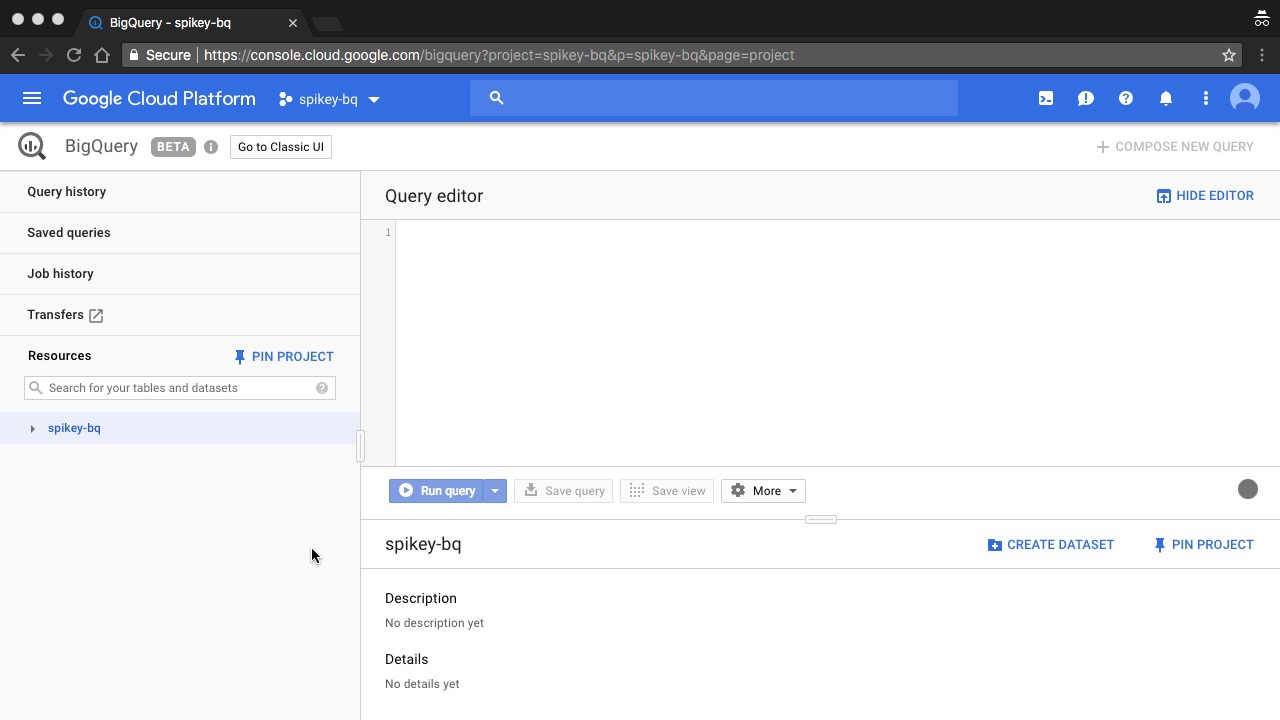 BigQuery - spikey-bq
Secure https://console.cloud.google.com/bigquery?project=spikey-bq&p=spikey-bq&page=project
Google Cloud Platform spikey-bq
BigQuery BETA Go to Classic UI COMPOSE NEW QUERY
Query history
Saved queries
Job history
Transfers
Resources PIN PROJECT
Search for your tables and datasets
spikey-bq
Query editor HIDE EDITOR
1
Run query Save query Save view More
spikey-bq CREATE DATASET PIN PROJECT
Description
No description yet
Details
No details yet